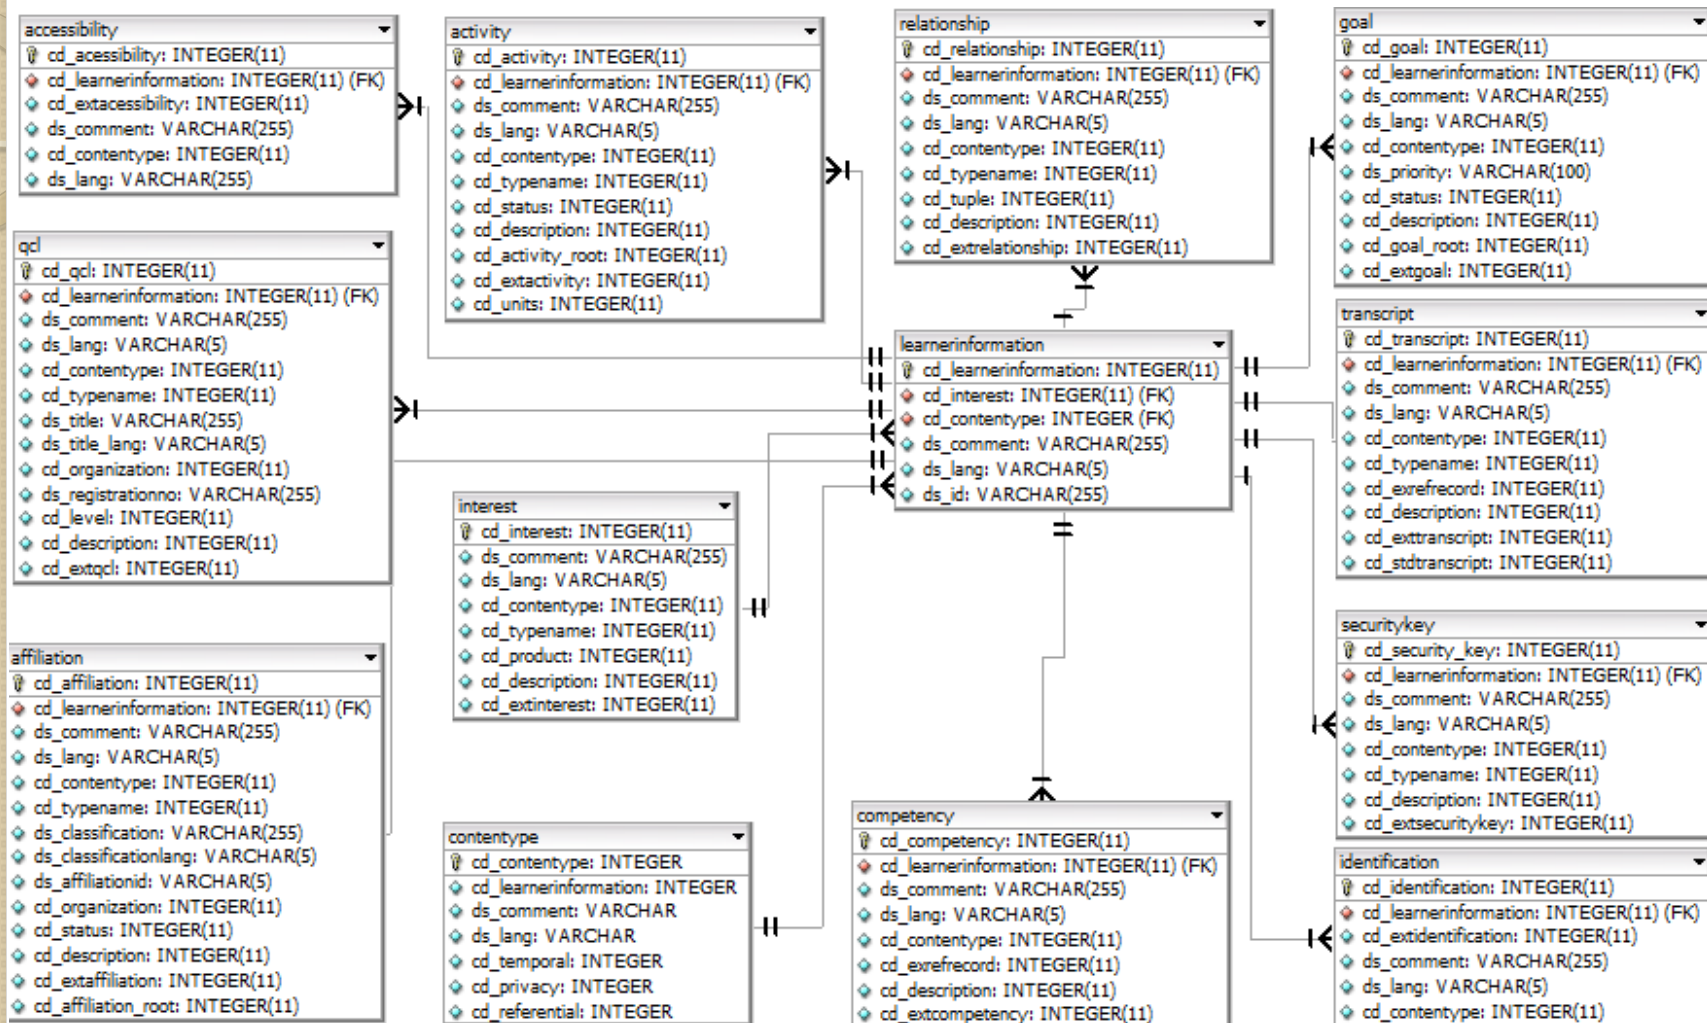 accessibility
cd_acessibility: INTEGER(11)
cd_learnerinformation: INTEGER(11) (FK)
cd_extacessibility: INTEGER(11)
ds_comment: VARCHAR(255)
cd_contentype: INTEGER(11)
ds_lang: VARCHAR(255)
activity
cd_activity: INTEGER(11)
cd_learnerinformation: INTEGER(11) (FK)
ds_comment: VARCHAR(255)
ds_lang: VARCHAR(5)
cd_contentype: INTEGER(11)
cd_typename: INTEGER(11)
cd_status: INTEGER(11)
cd_description: INTEGER(11)
cd_activity_root: INTEGER(11)
cd_extactivity: INTEGER(11)
cd_units: INTEGER(11)
relationship
cd_relationship: INTEGER(11)
cd_learnerinformation: INTEGER(11) (FK)
ds_comment: VARCHAR(255)
ds_lang: VARCHAR(5)
cd_contentype: INTEGER(11)
cd_typename: INTEGER(11)
cd_tuple: INTEGER(11)
cd_description: INTEGER(11)
cd_extrelationship: INTEGER(11)
goal
cd_goal: INTEGER(11)
cd_learnerinformation: INTEGER(11) (FK)
ds_comment: VARCHAR(255)
ds_lang: VARCHAR(5)
cd_contentype: INTEGER(11)
ds_priority: VARCHAR(100)
cd_status: INTEGER(11)
cd_description: INTEGER(11)
cd_goal_root: INTEGER(11)
cd_extgoal: INTEGER(11)
qcl
cd_qcl: INTEGER(11)
cd_learnerinformation: INTEGER(11) (FK)
ds_comment: VARCHAR(255)
ds_lang: VARCHAR(5)
cd_contentype: INTEGER(11)
cd_typename: INTEGER(11)
ds_title: VARCHAR(255)
ds_title_lang: VARCHAR(5)
cd_organization: INTEGER(11)
ds_registrationno: VARCHAR(255)
cd_level: INTEGER(11)
cd_description: INTEGER(11)
cd_extqcl: INTEGER(11)
learnerinformation
cd_learnerinformation: INTEGER(11)
cd_interest: INTEGER(11) (FK)
cd_contentype: INTEGER (FK)
ds_comment: VARCHAR(255)
ds_lang: VARCHAR(5)
ds_id: VARCHAR(255)
transcript
cd_transcript: INTEGER(11)
cd_learnerinformation: INTEGER(11) (FK)
ds_comment: VARCHAR(255)
ds_lang: VARCHAR(5)
cd_contentype: INTEGER(11)
cd_typename: INTEGER(11)
cd_exrefrecord: INTEGER(11)
cd_description: INTEGER(11)
cd_exttranscript: INTEGER(11)
cd_stdtranscript: INTEGER(11)
interest
cd_interest: INTEGER(11)
ds_comment: VARCHAR(255)
ds_lang: VARCHAR(5)
cd_contentype: INTEGER(11)
cd_typename: INTEGER(11)
cd_product: INTEGER(11)
cd_description: INTEGER(11)
cd_extinterest: INTEGER(11)
securitykey
cd_security_key: INTEGER(11)
cd_learnerinformation: INTEGER(11) (FK)
ds_comment: VARCHAR(255)
ds_lang: VARCHAR(5)
cd_contentype: INTEGER(11)
cd_typename: INTEGER(11)
cd_description: INTEGER(11)
cd_extsecuritykey: INTEGER(11)
affiliation
cd_affiliation: INTEGER(11)
cd_learnerinformation: INTEGER(11) (FK)
ds_comment: VARCHAR(255)
ds_lang: VARCHAR(5)
cd_contentype: INTEGER(11)
cd_typename: INTEGER(11)
ds_classification: VARCHAR(255)
ds_classificationlang: VARCHAR(5)
ds_affiliationid: VARCHAR(5)
cd_organization: INTEGER(11)
cd_status: INTEGER(11)
cd_description: INTEGER(11)
cd_extaffiliation: INTEGER(11)
cd_affiliation_root: INTEGER(11)
contentype
cd_contentype: INTEGER
cd_learnerinformation: INTEGER
ds_comment: VARCHAR
ds_lang: VARCHAR
cd_temporal: INTEGER
cd_privacy: INTEGER
cd_referential: INTEGER
competency
cd_competency: INTEGER(11)
cd_learnerinformation: INTEGER(11) (FK)
ds_comment: VARCHAR(255)
ds_lang: VARCHAR(5)
cd_contentype: INTEGER(11)
cd_exrefrecord: INTEGER(11)
cd_description: INTEGER(11)
cd_extcompetency: INTEGER(11)
identification
cd_identification: INTEGER(11)
cd_learnerinformation: INTEGER(11) (FK)
cd_extidentification: INTEGER(11)
ds_comment: VARCHAR(255)
ds_lang: VARCHAR(5)
cd_contentype: INTEGER(11)